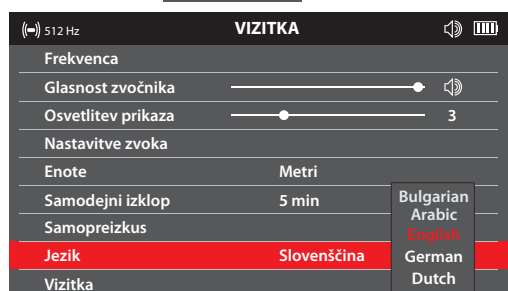 512 Hz VIZITKA
Frekvenca
Glasnost zvočnika
Osvetlitev prikaza 3
Nastavitve zvoka
Enote Metri
Samodejni izklop 5 min
Samopreizkus
Jezik Slovenščina
Vizitka
Bulgarian
Arabic
English
German
Dutch